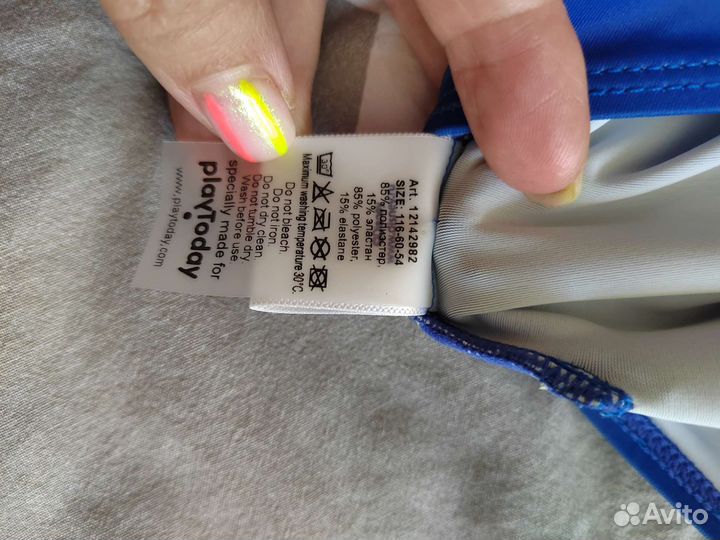 Art. 12142982
SIZE: 116-60-54
85% полиэстер,
15% эластан
85% polyester,
15% elastane
30°
Maximum washing temperature 30°C.
Do not bleach.
Do not iron.
Do not dry clean.
Do not tumble dry
Wash before use
specially made for
playToday
www.playtoday.com
Avito